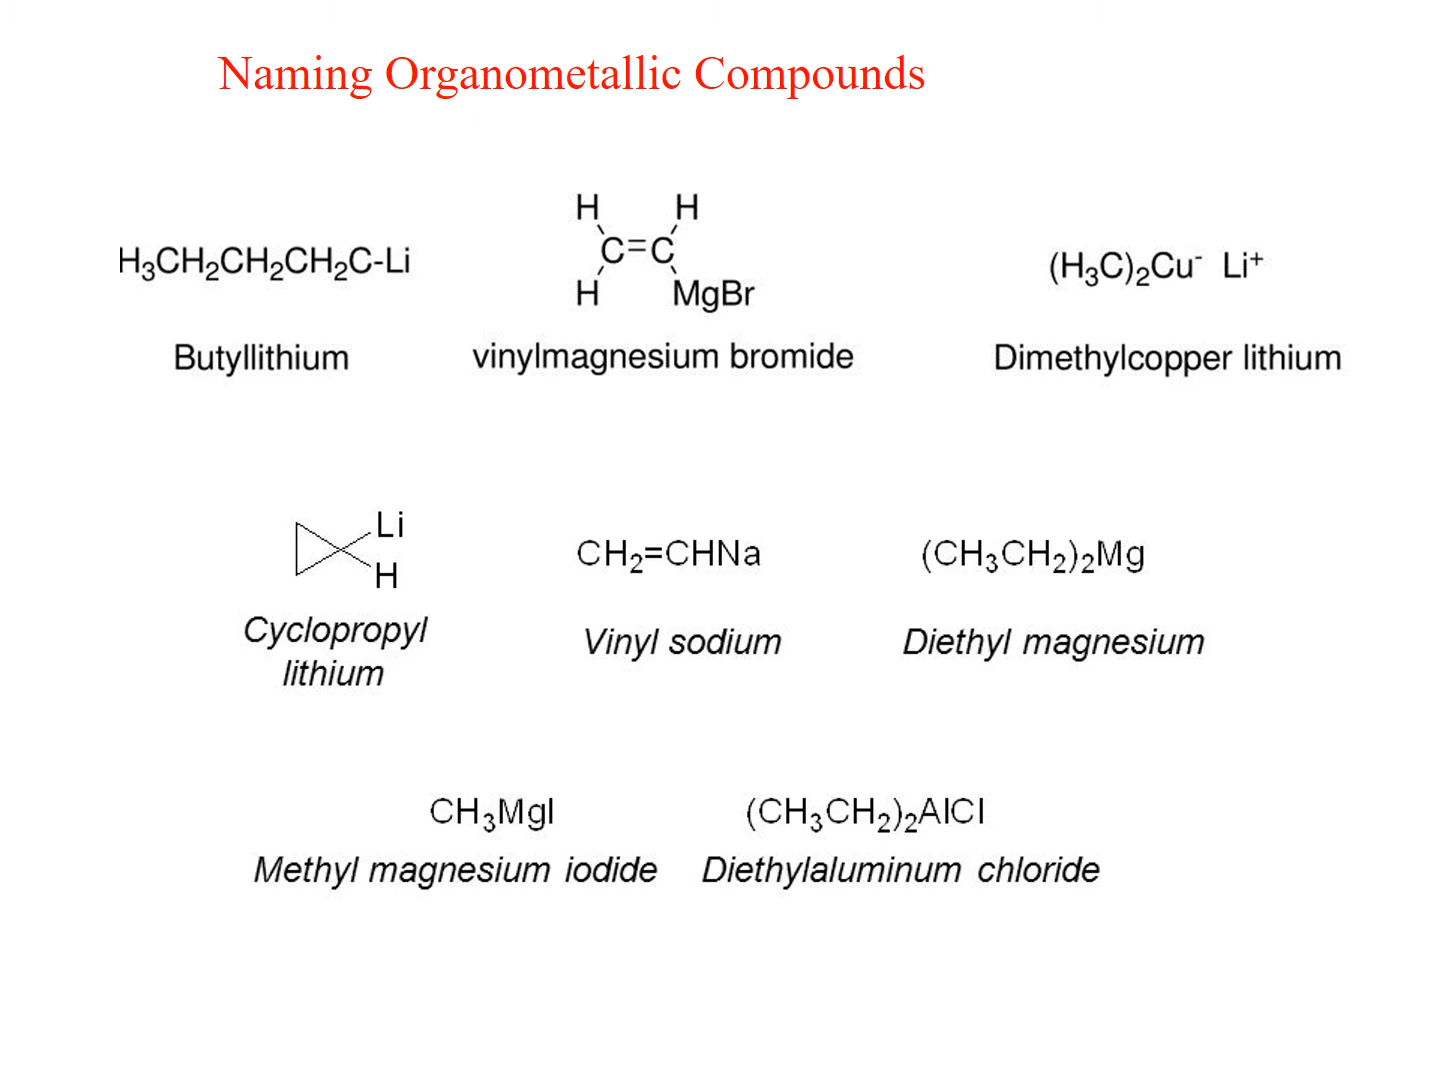 Naming Organometallic Compounds
H H
H₃CH₂CH₂CH₂C-Li C=C (H₃C)₂Cu⁻ Li⁺
H MgBr
Butyllithium vinylmagnesium bromide Dimethylcopper lithium
Li
CH₂=CHNa (CH₃CH₂)₂Mg
H
Cyclopropyl
lithium
Vinyl sodium Diethyl magnesium
CH₃MgI (CH₃CH₂)₂AlCl
Methyl magnesium iodide Diethylaluminum chloride